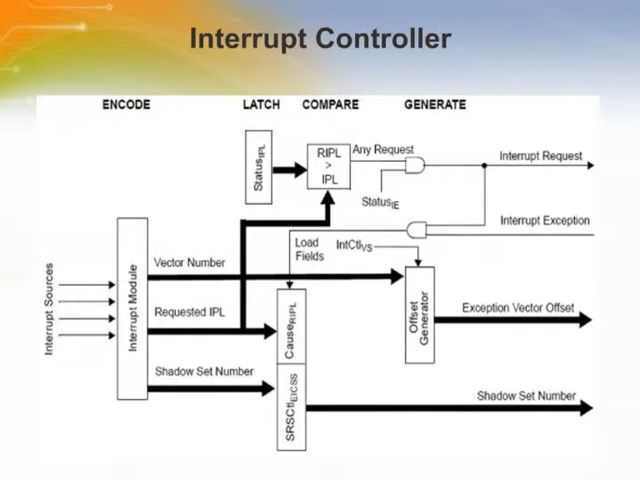 Interrupt Controller
ENCODE
LATCH
COMPARE
GENERATE
StatusIPL
RIPL
>
IPL
Any Request
Interrupt Request
StatusIE
Interrupt Exception
Load
Fields
IntCtlVS
Interrupt Sources
Interrupt Module
Vector Number
Requested IPL
CauseRIPL
Offset
Generator
Exception Vector Offset
Shadow Set Number
SRSCtlEICSS
Shadow Set Number